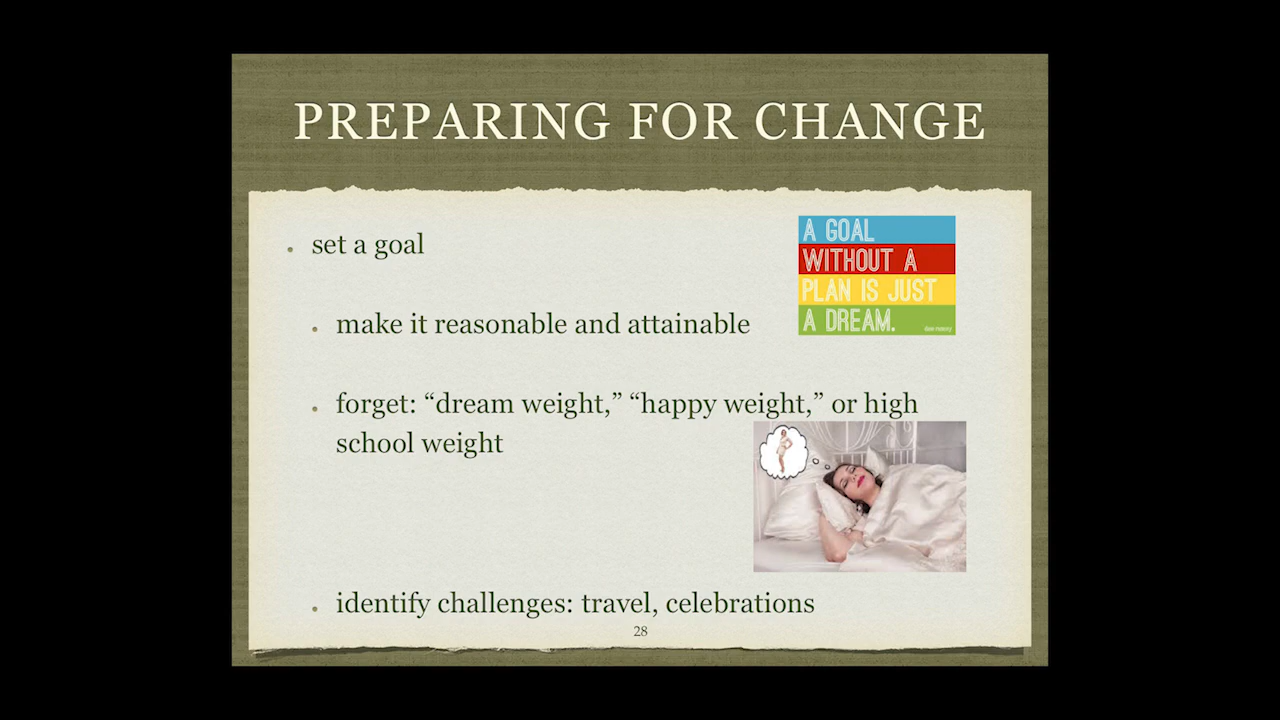 PREPARING FOR CHANGE
set a goal
A GOAL
WITHOUT A
PLAN IS JUST
A DREAM.
make it reasonable and attainable
forget: “dream weight,” “happy weight,” or high
school weight
identify challenges: travel, celebrations
28